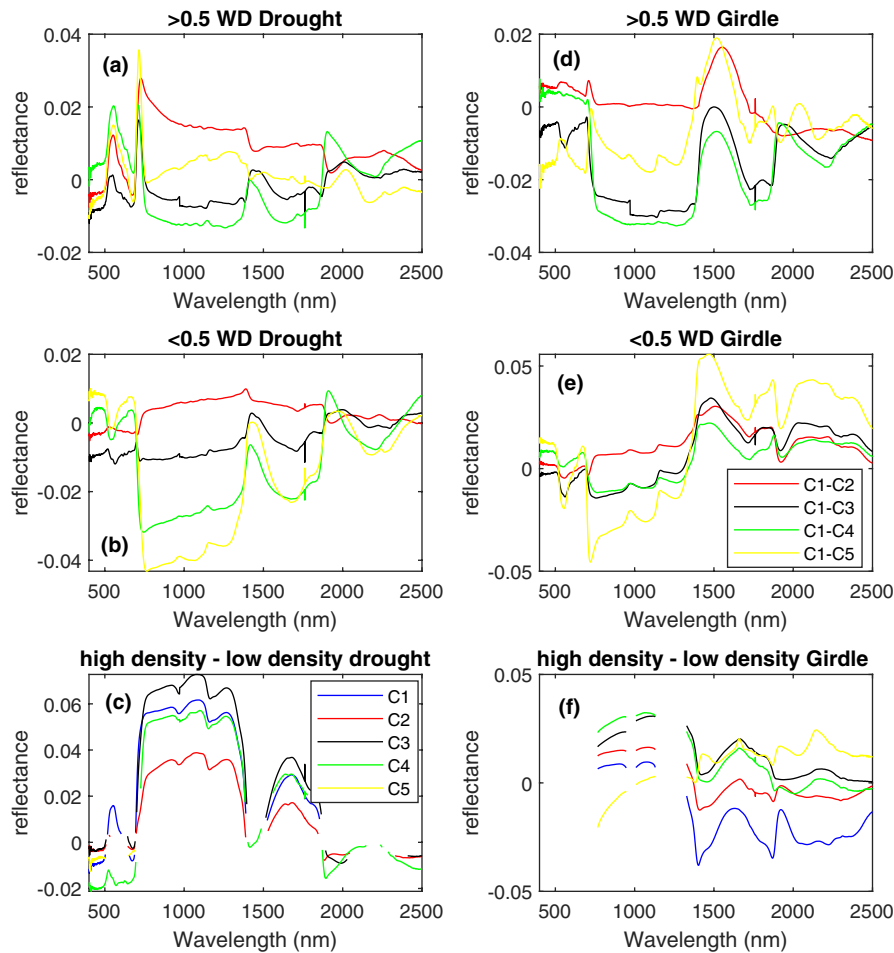 >0.5 WD Drought
(a)
0.04
0.02
0
-0.02
reflectance
500 1000 1500 2000 2500
Wavelength (nm)
>0.5 WD Girdle
(d)
0.02
0
-0.02
-0.04
reflectance
500 1000 1500 2000 2500
Wavelength (nm)
<0.5 WD Drought
0.02
0
-0.02
-0.04
(b)
reflectance
500 1000 1500 2000 2500
Wavelength (nm)
<0.5 WD Girdle
(e)
0.05
0
-0.05
reflectance
C1-C2
C1-C3
C1-C4
C1-C5
500 1000 1500 2000 2500
Wavelength (nm)
high density - low density drought
(c)
0.06
0.04
0.02
0
-0.02
reflectance
C1
C2
C3
C4
C5
500 1000 1500 2000 2500
Wavelength (nm)
high density - low density Girdle
(f)
0.05
0
-0.05
reflectance
500 1000 1500 2000 2500
Wavelength (nm)